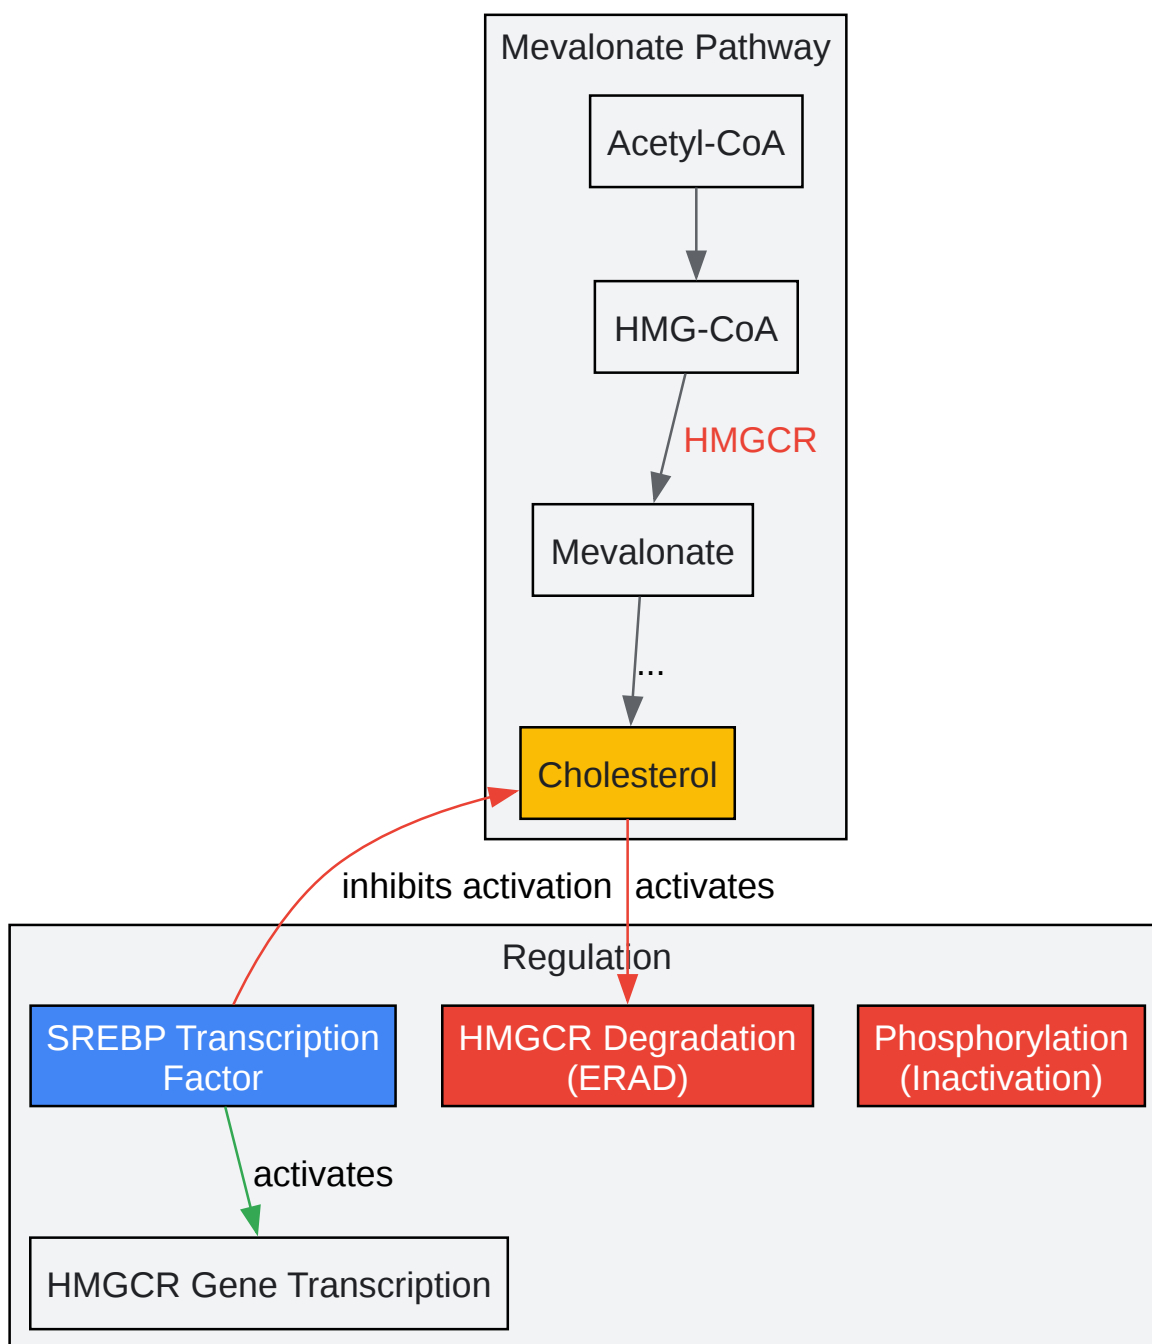 Mevalonate Pathway
Acetyl-CoA
HMG-CoA
HMGCR
Mevalonate
...
Cholesterol
inhibits activation
activates
Regulation
SREBP Transcription
Factor
HMGCR Degradation
(ERAD)
Phosphorylation
(Inactivation)
activates
HMGCR Gene Transcription